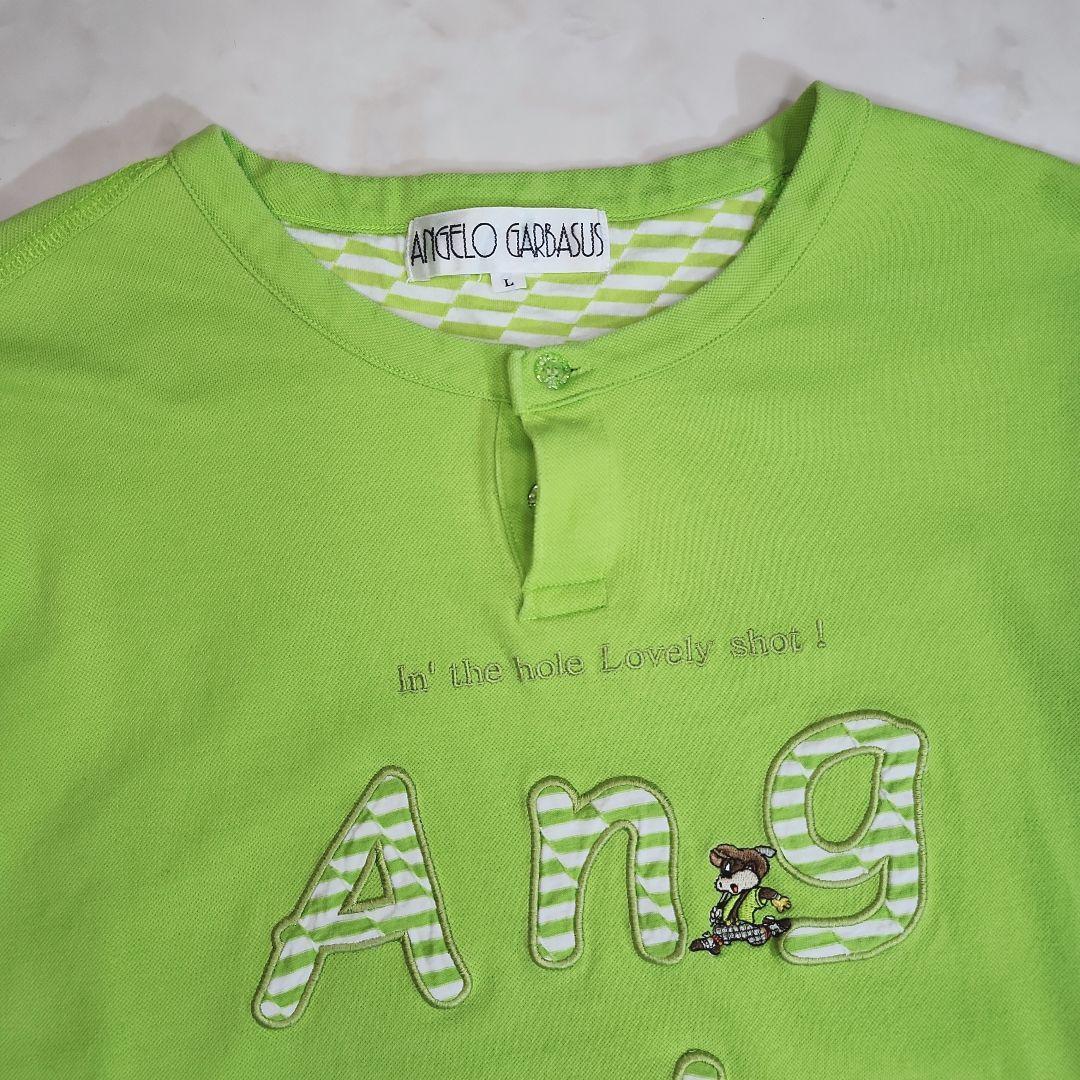 ANGELO GARBASUS
L
In' the hole Lovely shot !
Ang